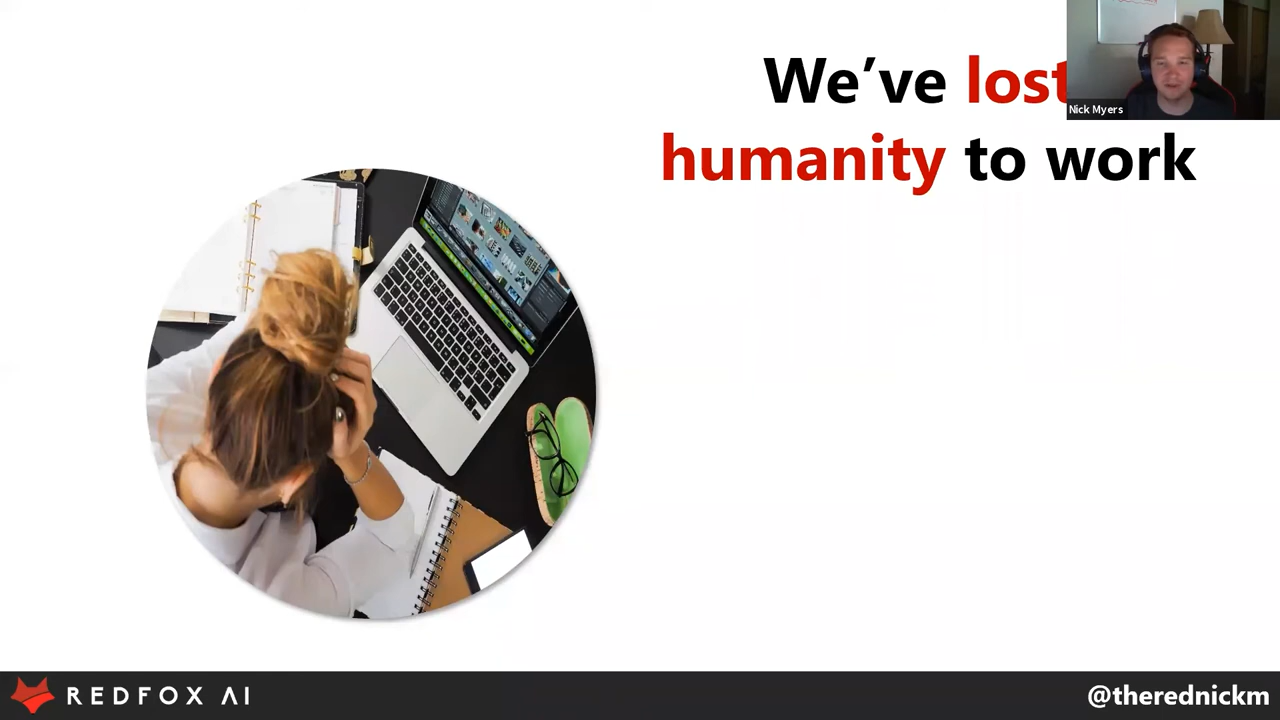 We’ve lost
humanity to work
Nick Myers
REDFOX AI
@therednickm